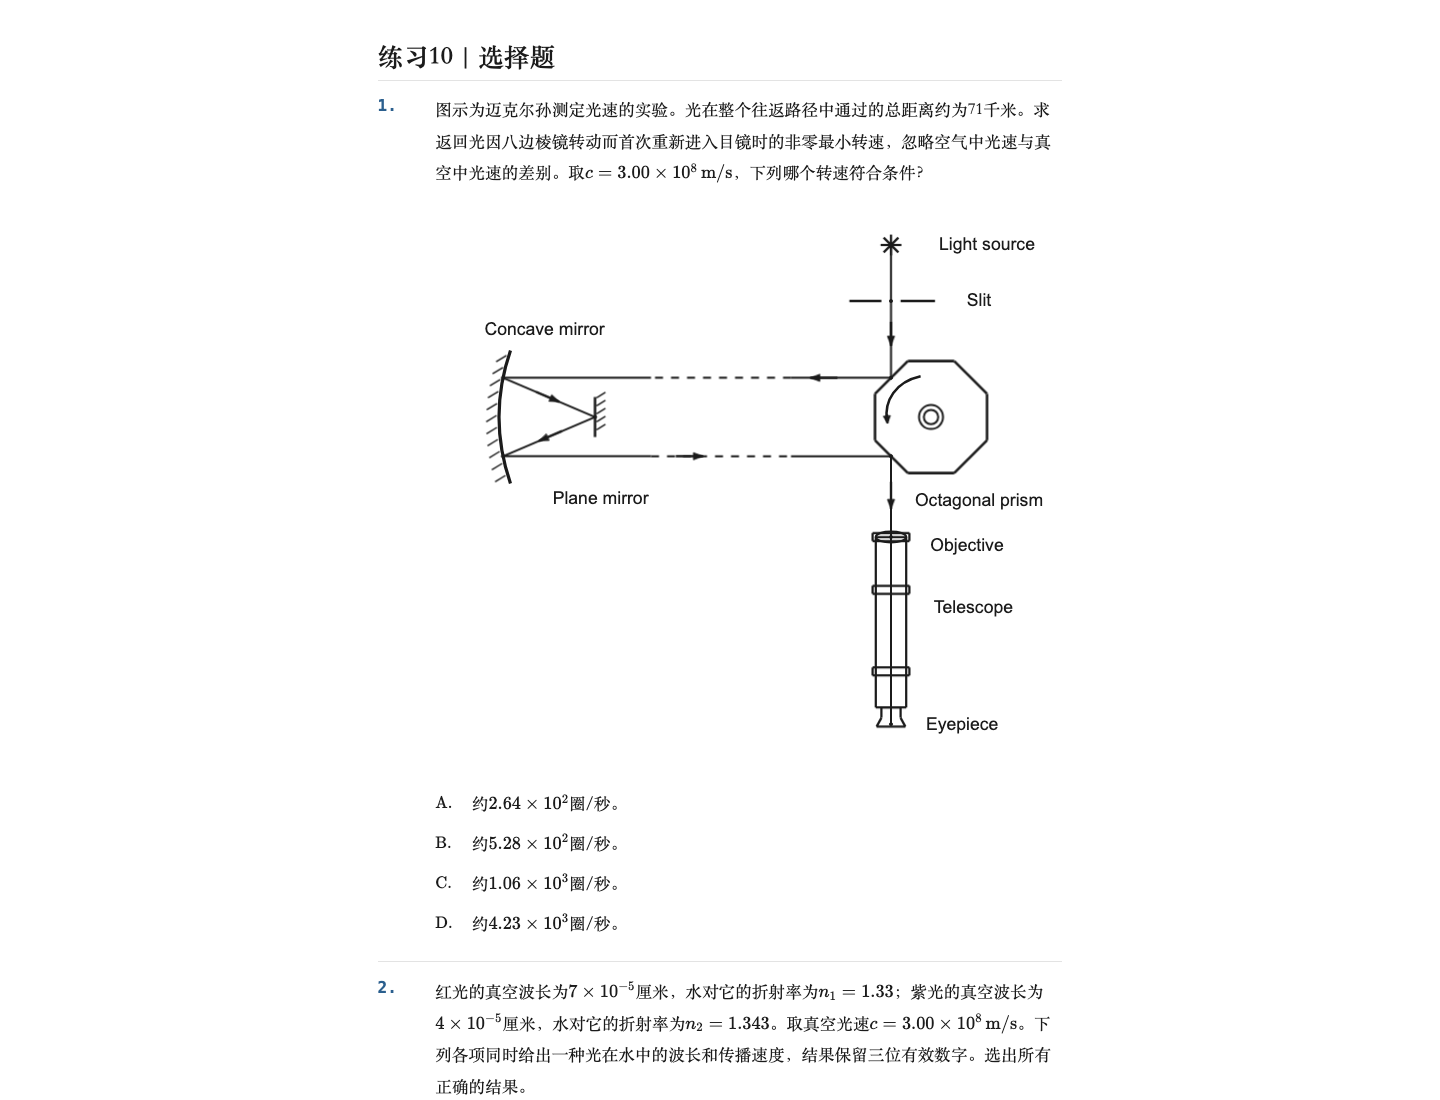 练习10 | 选择题
1. 图示为迈克尔孙测定光速的实验。光在整个往返路径中通过的总距离约为71千米。求
返回光因八边棱镜转动而首次重新进入目镜时的非零最小转速，忽略空气中光速与真
空中光速的差别。取c = 3.00 × 10⁸ m/s，下列哪个转速符合条件?
Light source
Slit
Concave mirror
Plane mirror
Octagonal prism
Objective
Telescope
Eyepiece
A. 约2.64 × 10²圈/秒。
B. 约5.28 × 10²圈/秒。
C. 约1.06 × 10³圈/秒。
D. 约4.23 × 10³圈/秒。
2. 红光的真空波长为7 × 10⁻⁵厘米，水对它的折射率为n₁ = 1.33；紫光的真空波长为
4 × 10⁻⁵厘米，水对它的折射率为n₂ = 1.343。取真空光速c = 3.00 × 10⁸ m/s。下
列各项同时给出一种光在水中的波长和传播速度，结果保留三位有效数字。选出所有
正确的结果。